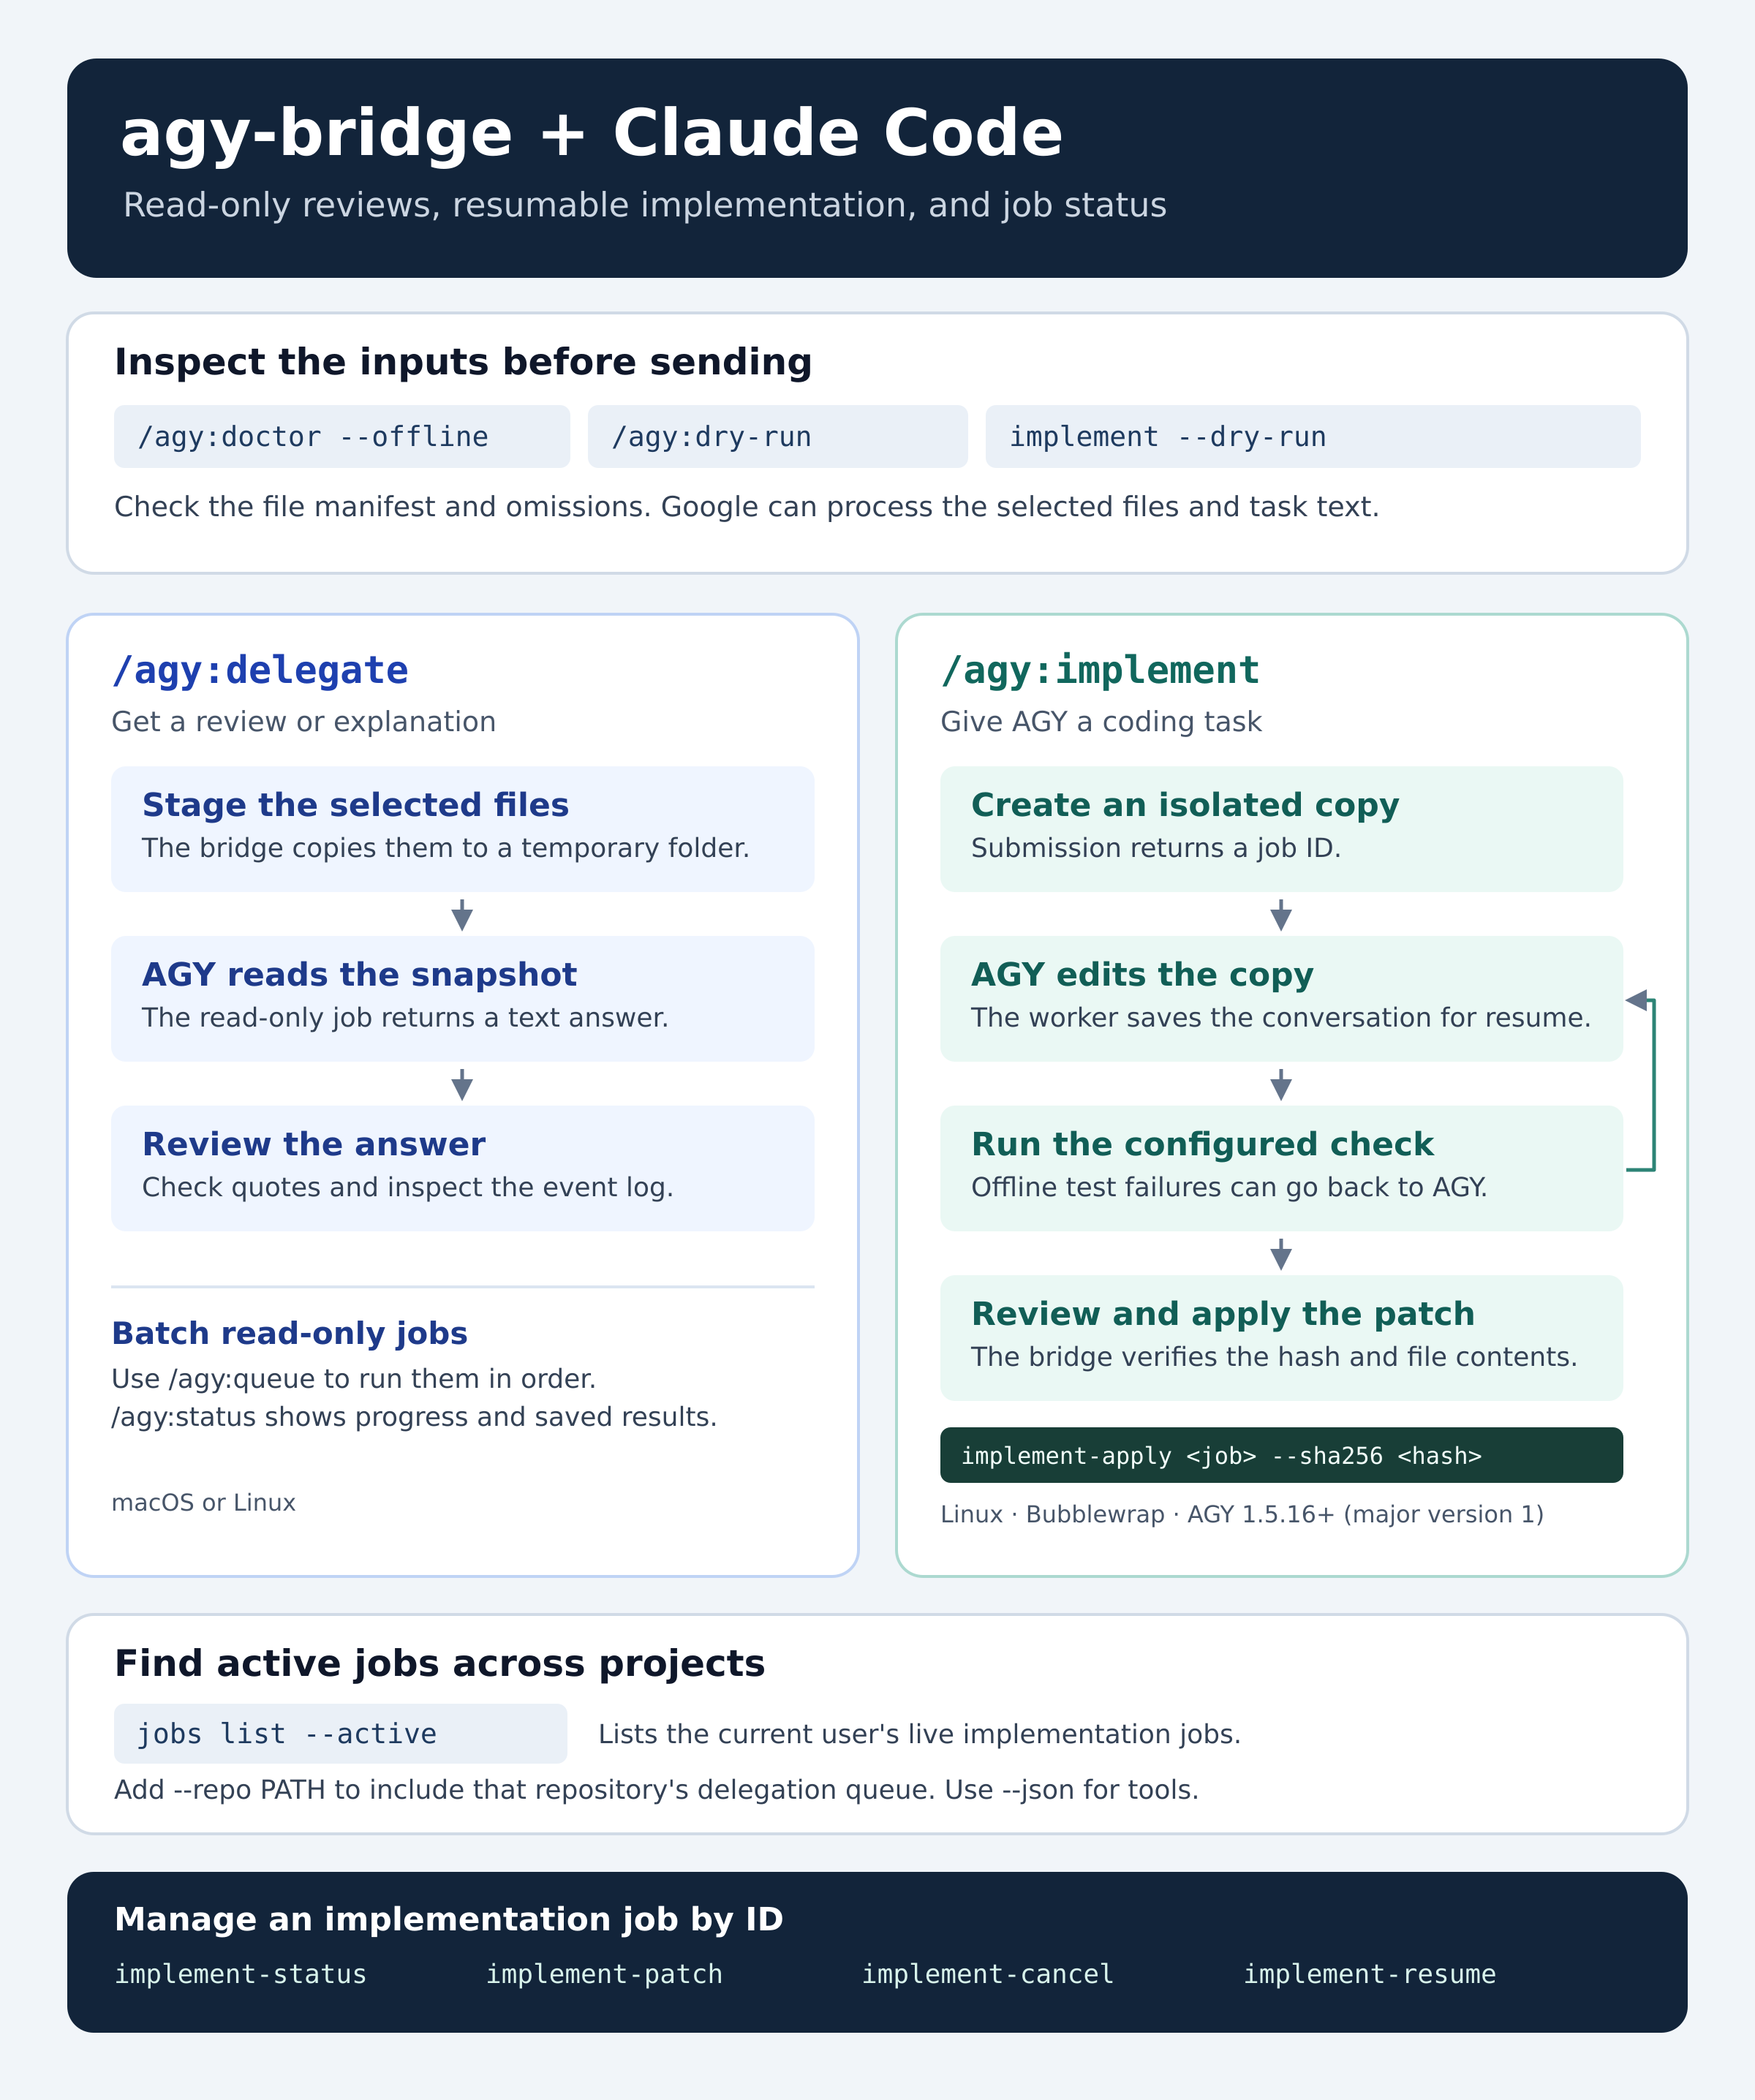 agy-bridge + Claude Code
Read-only reviews, resumable implementation, and job status
Inspect the inputs before sending
/agy:doctor --offline
/agy:dry-run
implement --dry-run
Check the file manifest and omissions. Google can process the selected files and task text.
/agy:delegate
Get a review or explanation
Stage the selected files
The bridge copies them to a temporary folder.
AGY reads the snapshot
The read-only job returns a text answer.
Review the answer
Check quotes and inspect the event log.
Batch read-only jobs
Use /agy:queue to run them in order.
/agy:status shows progress and saved results.
macOS or Linux
/agy:implement
Give AGY a coding task
Create an isolated copy
Submission returns a job ID.
AGY edits the copy
The worker saves the conversation for resume.
Run the configured check
Offline test failures can go back to AGY.
Review and apply the patch
The bridge verifies the hash and file contents.
implement-apply <job> --sha256 <hash>
Linux · Bubblewrap · AGY 1.5.16+ (major version 1)
Find active jobs across projects
jobs list --active
Lists the current user's live implementation jobs.
Add --repo PATH to include that repository's delegation queue. Use --json for tools.
Manage an implementation job by ID
implement-status
implement-patch
implement-cancel
implement-resume